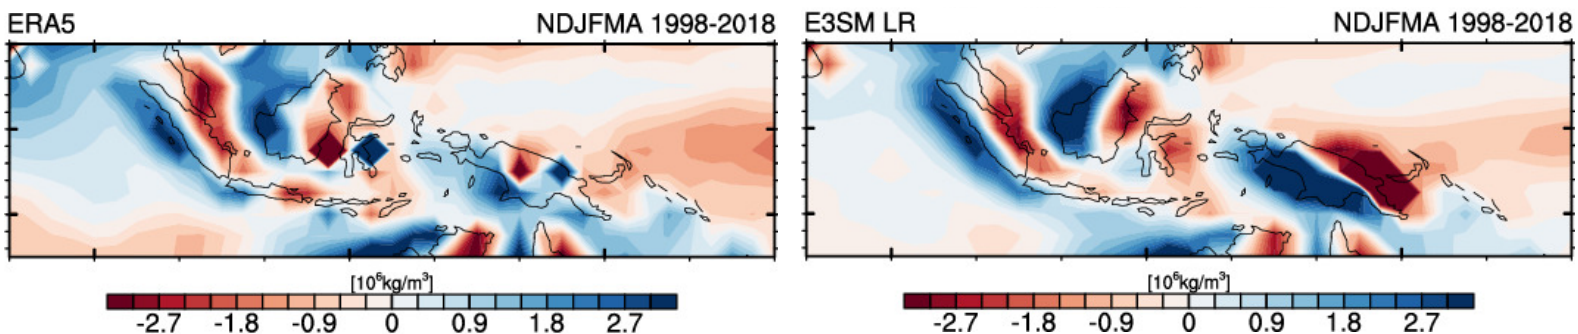 ERA5 NDJFMA 1998-2018
[10⁶kg/m³]
-2.7 -1.8 -0.9 0 0.9 1.8 2.7
E3SM LR NDJFMA 1998-2018
[10⁶kg/m³]
-2.7 -1.8 -0.9 0 0.9 1.8 2.7